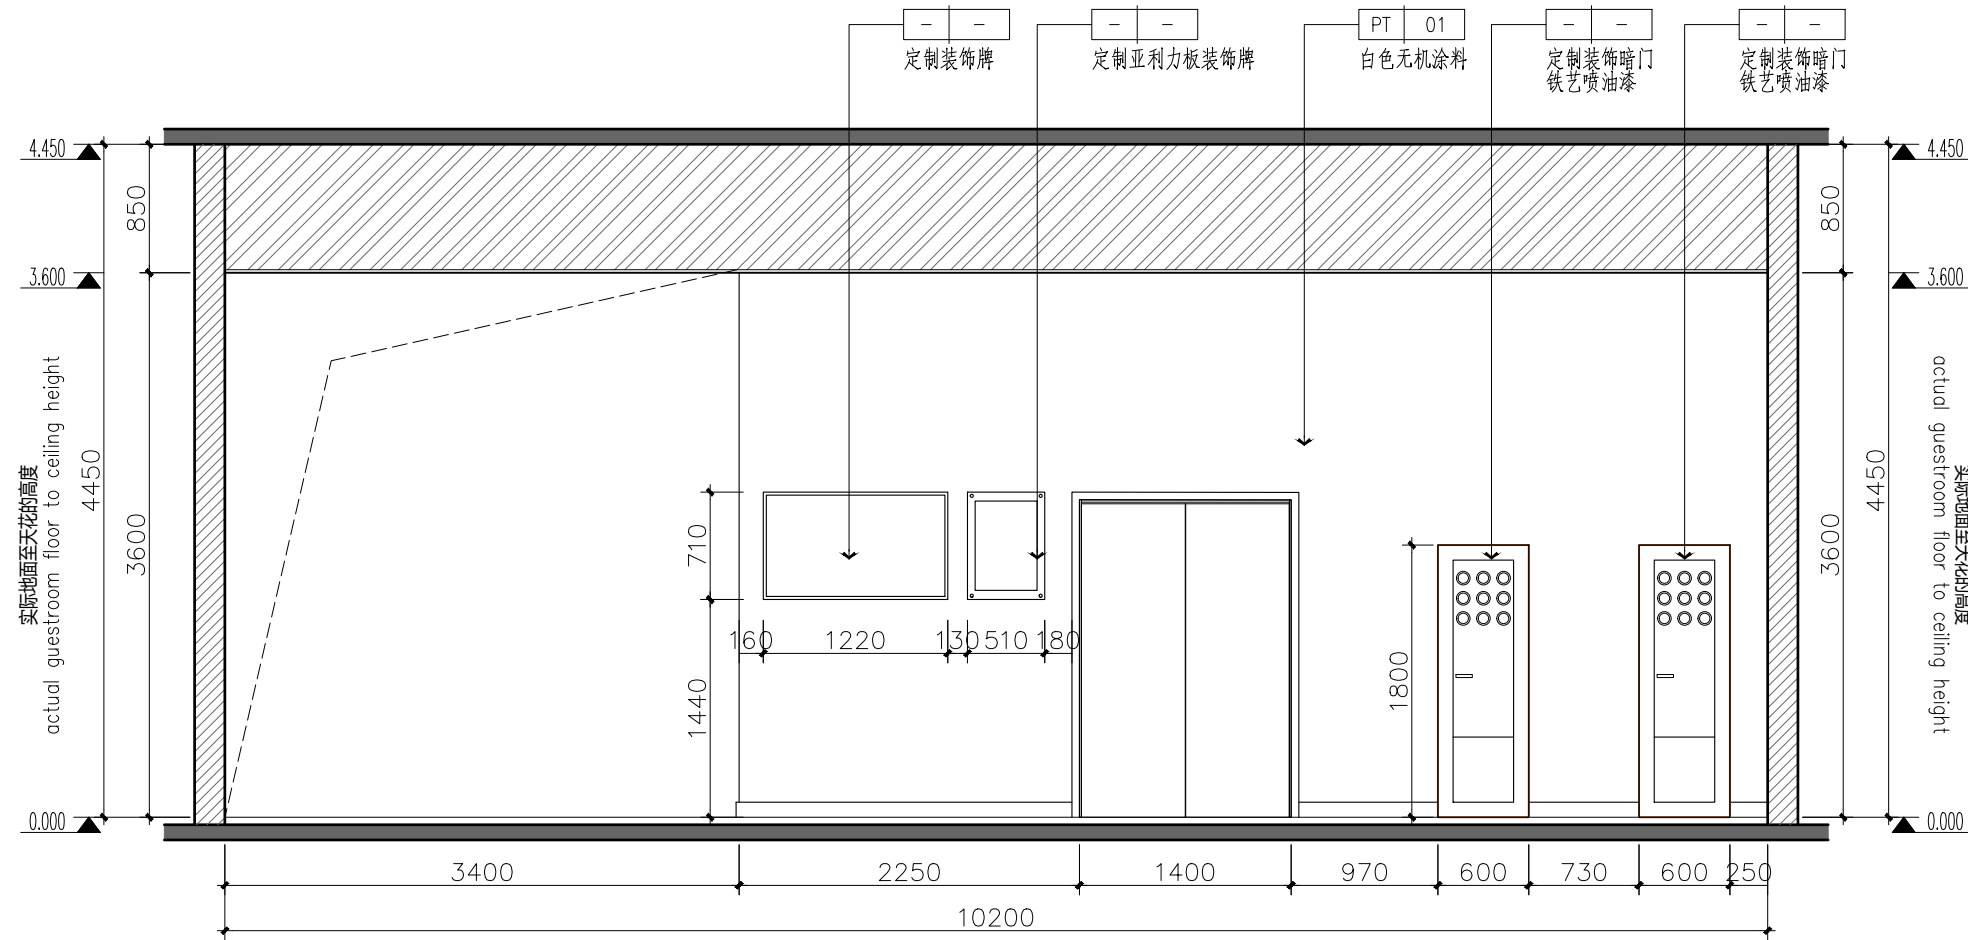 - -
定制装饰牌
- -
定制亚利力板装饰牌
PT 01
白色无机涂料
- -
定制装饰暗门
铁艺喷油漆
- -
定制装饰暗门
铁艺喷油漆
4.450
850
3.600
4450
3600
实际地面至天花的高度
actual guestroom floor to ceiling height
0.000
710
1440
160
1220
130
510
180
1800
4.450
850
3.600
4450
3600
actual guestroom floor to ceiling height
实际地面至天花的高度
0.000
3400
2250
1400
970
600
730
600
250
10200